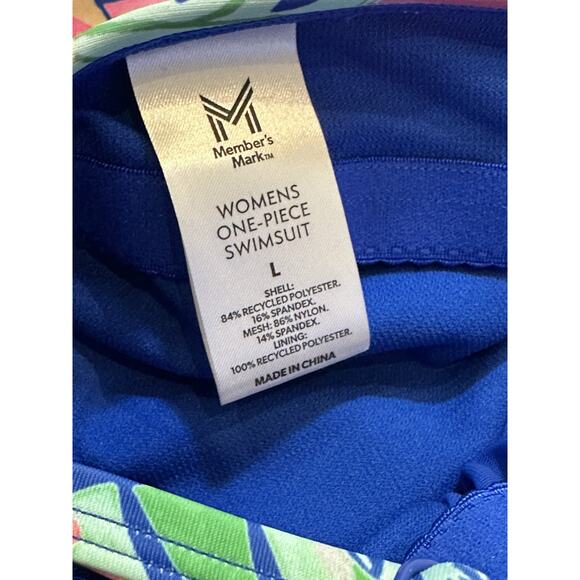 Member's
Mark™
WOMENS
ONE-PIECE
SWIMSUIT
L
SHELL:
84% RECYCLED POLYESTER.
16% SPANDEX.
MESH: 86% NYLON.
14% SPANDEX.
LINING:
100% RECYCLED POLYESTER.
MADE IN CHINA